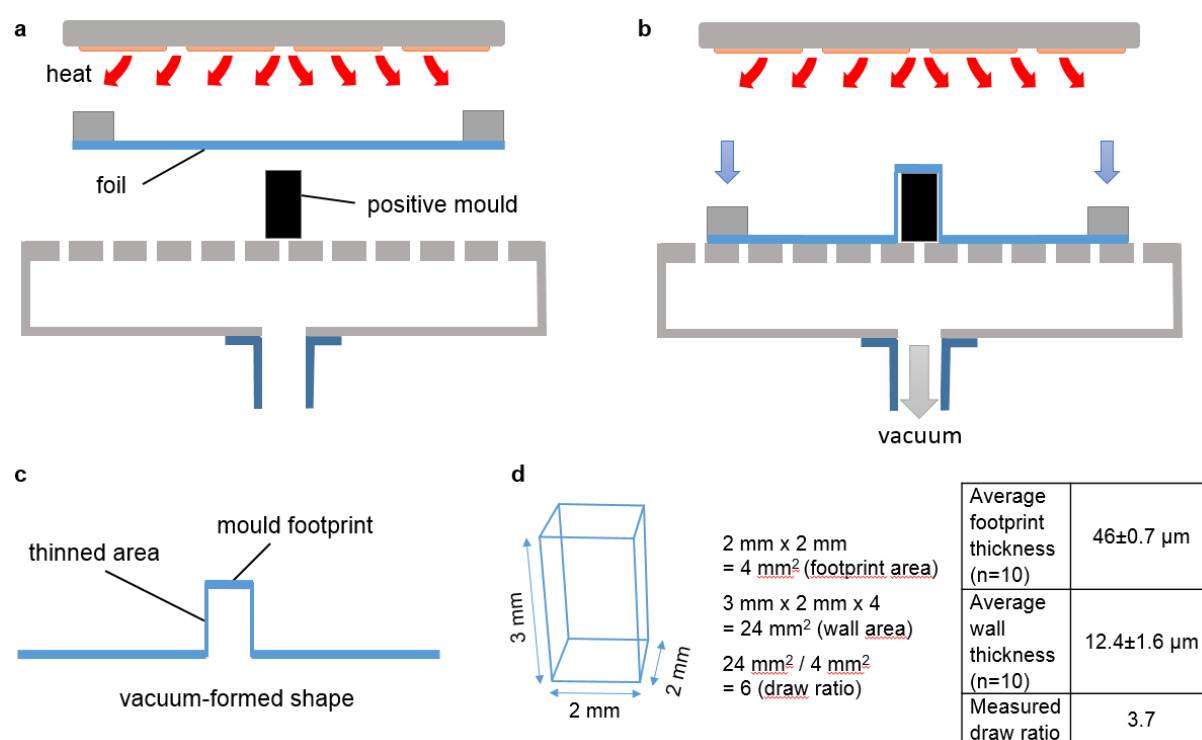 a
heat
foil
positive mould
b
vacuum
c
mould footprint
thinned area
vacuum-formed shape
d
3 mm
2 mm
2 mm
2 mm x 2 mm
= 4 mm² (footprint area)
3 mm x 2 mm x 4
= 24 mm² (wall area)
24 mm² / 4 mm²
= 6 (draw ratio)
Average
footprint
thickness
(n=10)
46±0.7 µm
Average
wall
thickness
(n=10)
12.4±1.6 µm
Measured
draw ratio
3.7